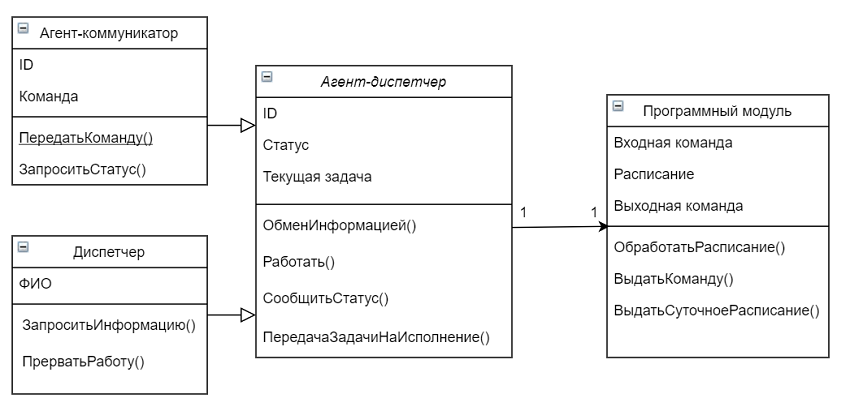 Агент-коммуникатор
ID
Команда
ПередатьКоманду()
ЗапроситьСтатус()
Диспетчер
ФИО
ЗапроситьИнформацию()
ПрерватьРаботу()
Агент-диспетчер
ID
Статус
Текущая задача
ОбменИнформацией()
Работать()
СообщитьСтатус()
ПередачаЗадачиНаИсполнение()
1
1
Программный модуль
Входная команда
Расписание
Выходная команда
ОбработатьРасписание()
ВыдатьКоманду()
ВыдатьСуточноеРасписание()